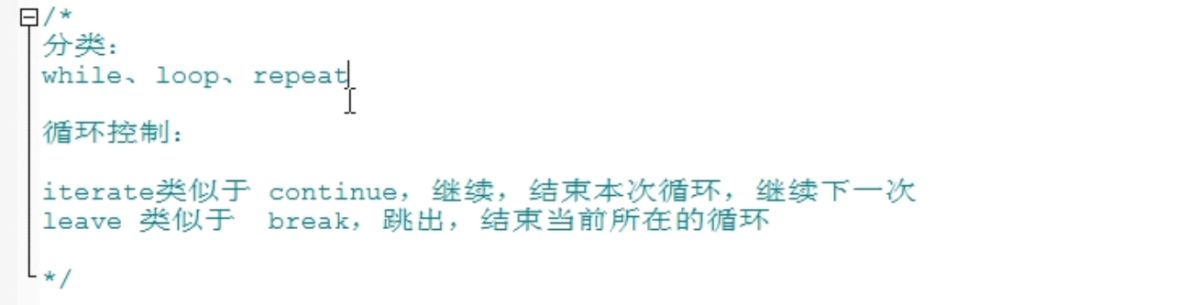 /*
分类：
while、loop、repeat
循环控制：
iterate类似于 continue，继续，结束本次循环，继续下一次
leave 类似于  break，跳出，结束当前所在的循环
*/